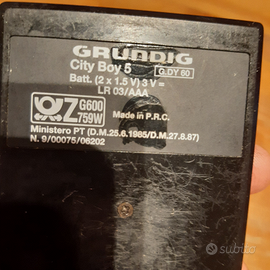 GRUNDIG
City Boy 5 G.DY 60
Batt. (2 x 1.5 V) 3 V =
LR 03/AAA
Z G600
759W
Made in P.R.C.
Ministero PT (D.M.25.6.1985/D.M.27.8.87)
N. 9/00075/06202
subito